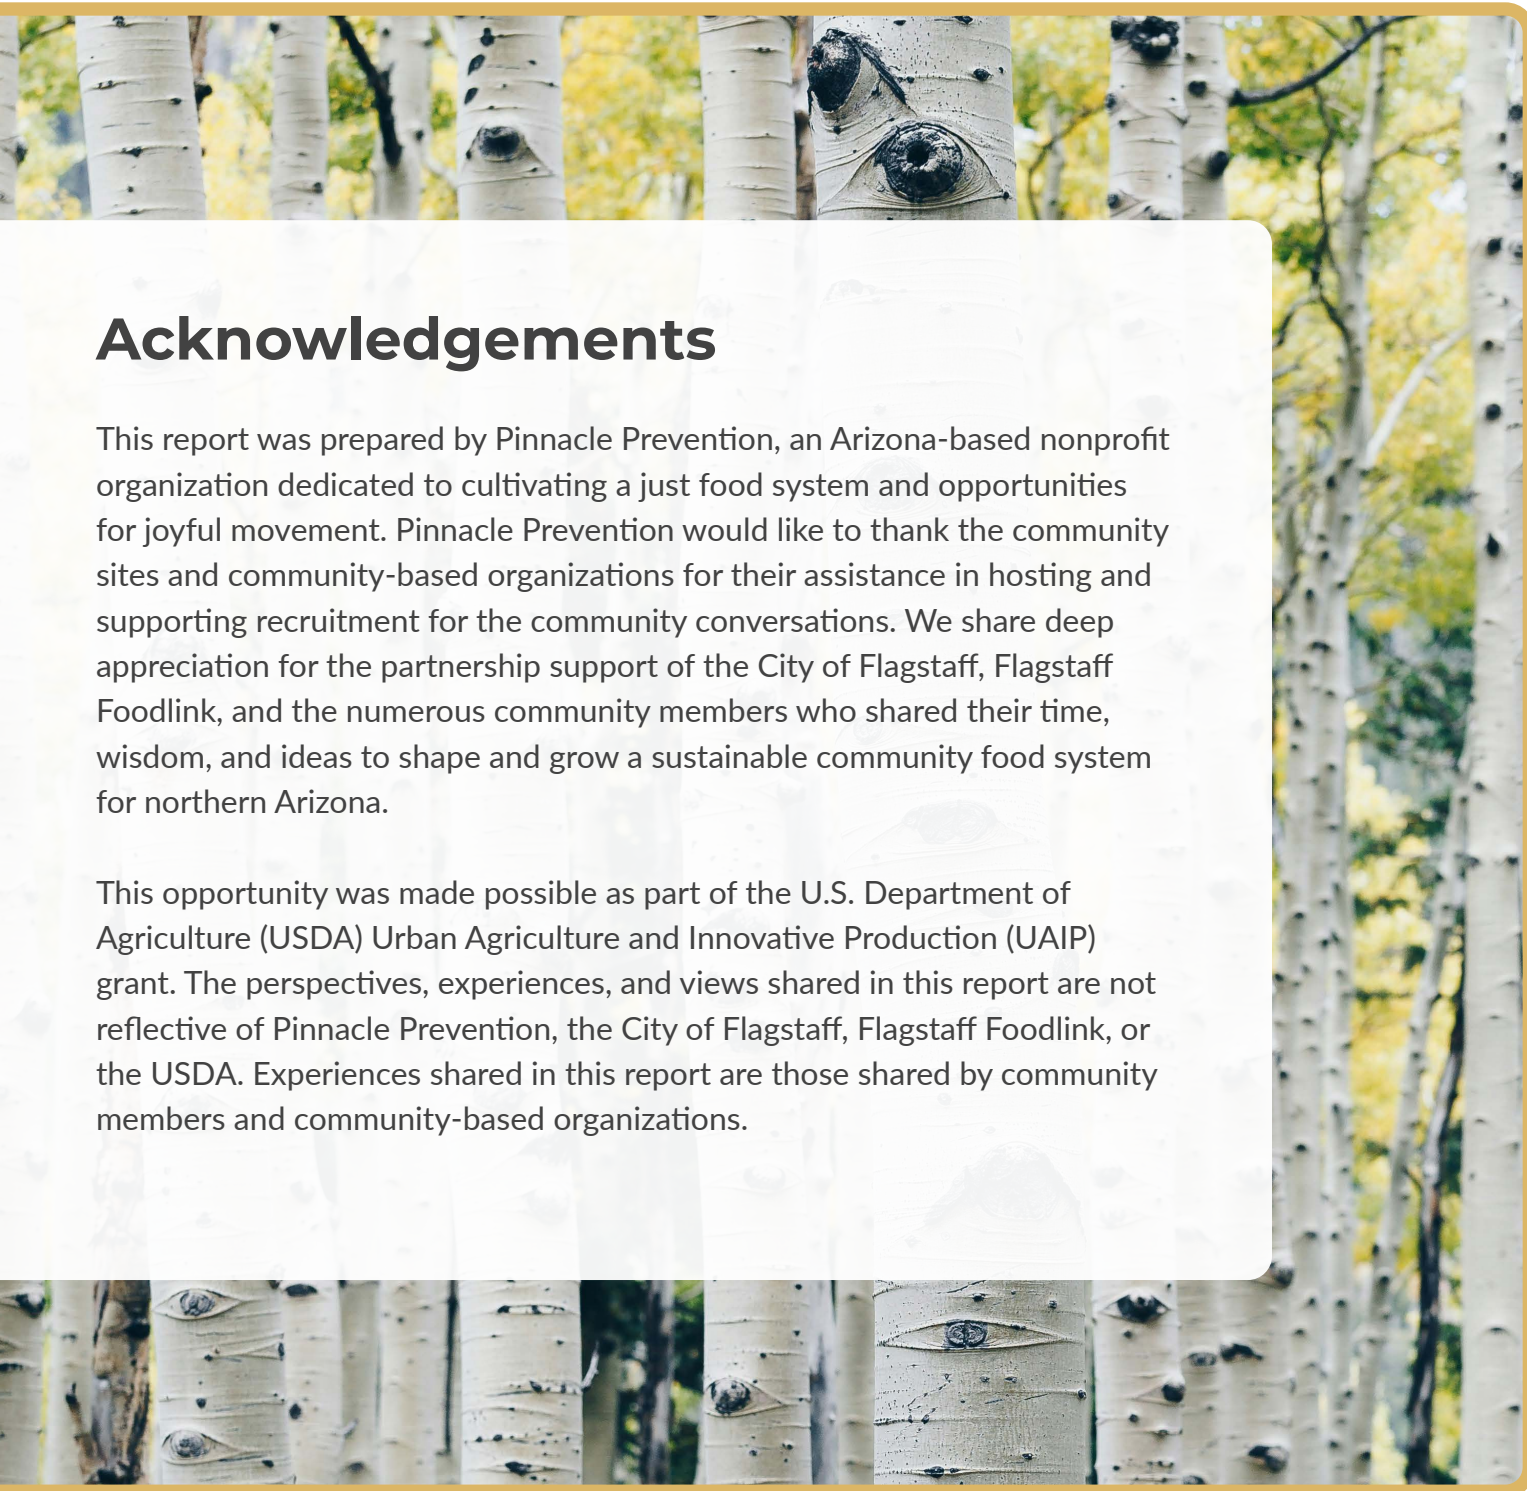 Acknowledgements
This report was prepared by Pinnacle Prevention, an Arizona-based nonprofit
organization dedicated to cultivating a just food system and opportunities
for joyful movement. Pinnacle Prevention would like to thank the community
sites and community-based organizations for their assistance in hosting and
supporting recruitment for the community conversations. We share deep
appreciation for the partnership support of the City of Flagstaff, Flagstaff
Foodlink, and the numerous community members who shared their time,
wisdom, and ideas to shape and grow a sustainable community food system
for northern Arizona.
This opportunity was made possible as part of the U.S. Department of
Agriculture (USDA) Urban Agriculture and Innovative Production (UAIP)
grant. The perspectives, experiences, and views shared in this report are not
reflective of Pinnacle Prevention, the City of Flagstaff, Flagstaff Foodlink, or
the USDA. Experiences shared in this report are those shared by community
members and community-based organizations.